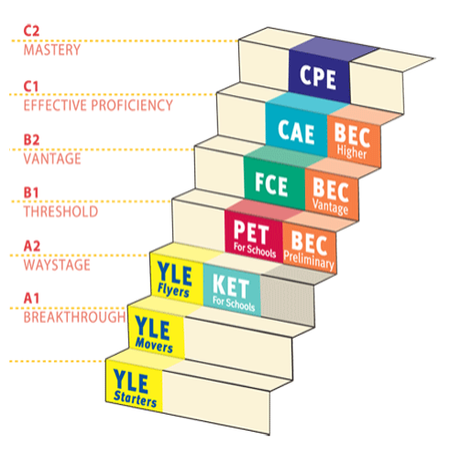 C2
MASTERY
CPE
C1
EFFECTIVE PROFICIENCY
CAE
BEC
Higher
B2
VANTAGE
FCE
BEC
Vantage
B1
THRESHOLD
PET
For Schools
BEC
Preliminary
A2
WAYSTAGE
YLE
Flyers
KET
For Schools
A1
BREAKTHROUGH
YLE
Movers
YLE
Starters